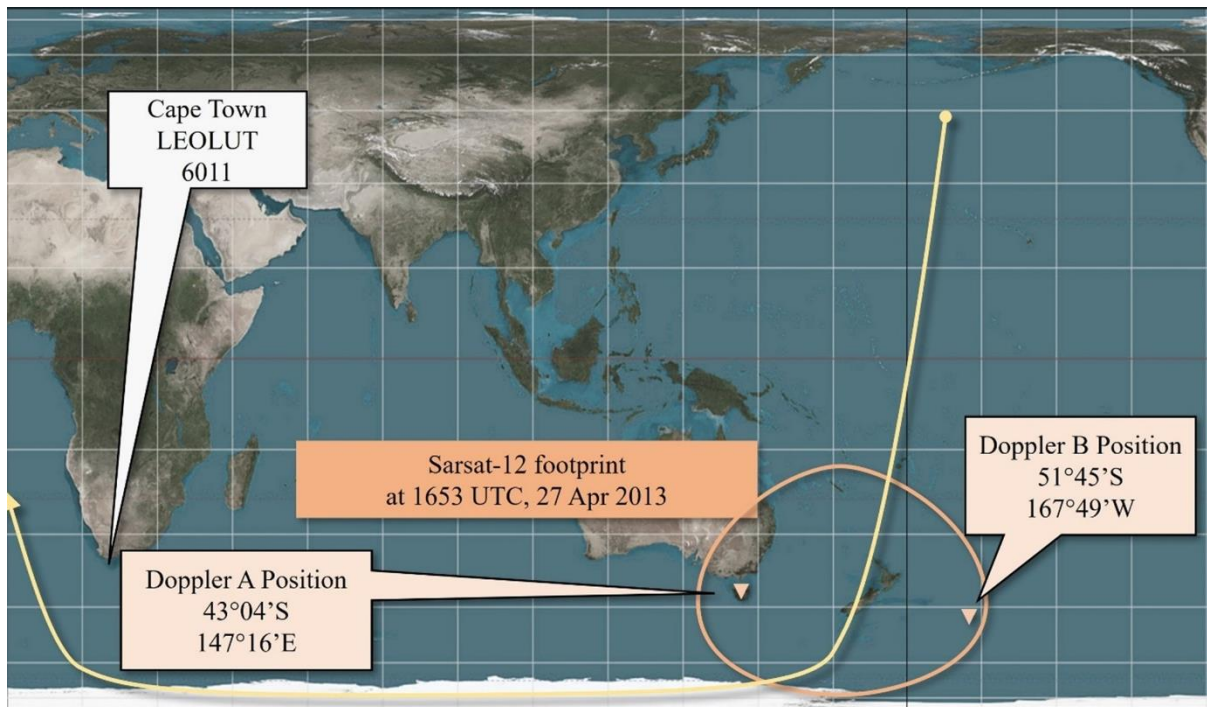 Cape Town
LEOLUT
6011
Sarsat-12 footprint
at 1653 UTC, 27 Apr 2013
Doppler B Position
51°45’S
167°49’W
Doppler A Position
43°04’S
147°16’E